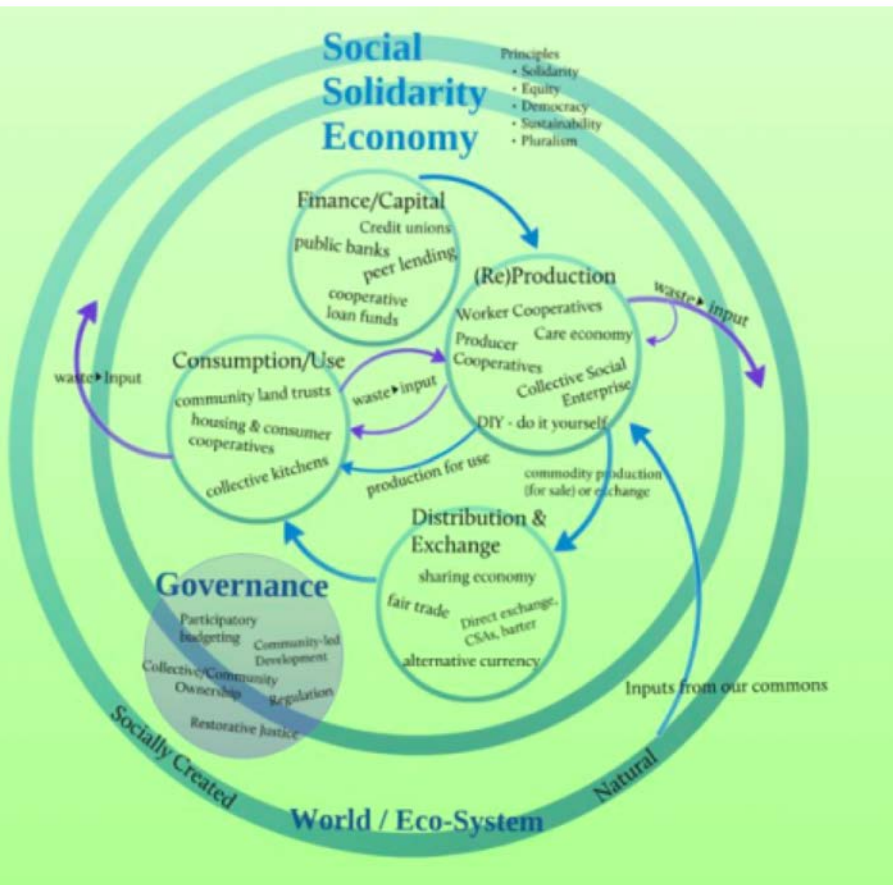 Social
Solidarity
Economy
Principles
• Solidarity
• Equity
• Democracy
• Sustainability
• Pluralism
Finance/Capital
Credit unions
public banks
peer lending
cooperative
loan funds
(Re)Production
Worker Cooperatives
Care economy
Producer
Cooperatives
Collective Social
Enterprise
DIY - do it yourself
waste▸input
Consumption/Use
community land trusts
housing & consumer
cooperatives
collective kitchens
waste▸Input
waste▸input
production for use
commodity production
(for sale) or exchange
Distribution &
Exchange
sharing economy
fair trade
Direct exchange,
CSAs, barter
alternative currency
Governance
Participatory
budgeting
Community-led
Development
Collective/Community
Ownership
Regulation
Restorative Justice
Inputs from our commons
Socially Created
Natural
World / Eco-System